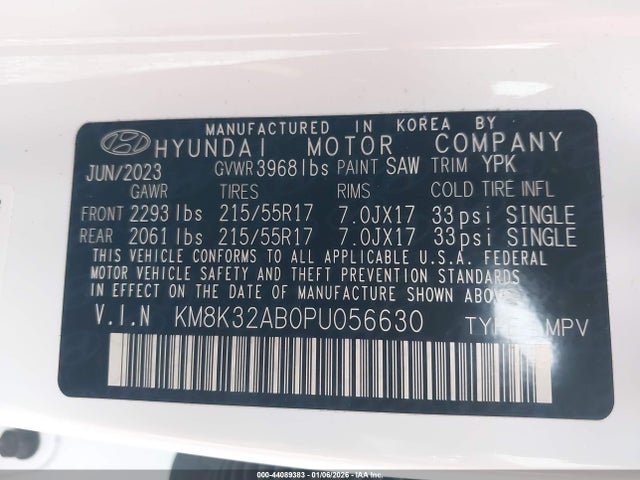 MANUFACTURED IN KOREA BY
HYUNDAI MOTOR COMPANY
JUN/2023 GVWR 3968 lbs PAINT SAW TRIM YPK
GAWR TIRES RIMS COLD TIRE INFL
FRONT 2293 lbs 215/55R17 7.0JX17 33 psi SINGLE
REAR 2061 lbs 215/55R17 7.0JX17 33 psi SINGLE
THIS VEHICLE CONFORMS TO ALL APPLICABLE U.S.A. FEDERAL
MOTOR VEHICLE SAFETY AND THEFT PREVENTION STANDARDS
IN EFFECT ON THE DATE OF MANUFACTURE SHOWN ABOVE
V.I.N KM8K32AB0PU056630 TYPE MPV
000-44089383 - 01/06/2026 - IAA Inc.